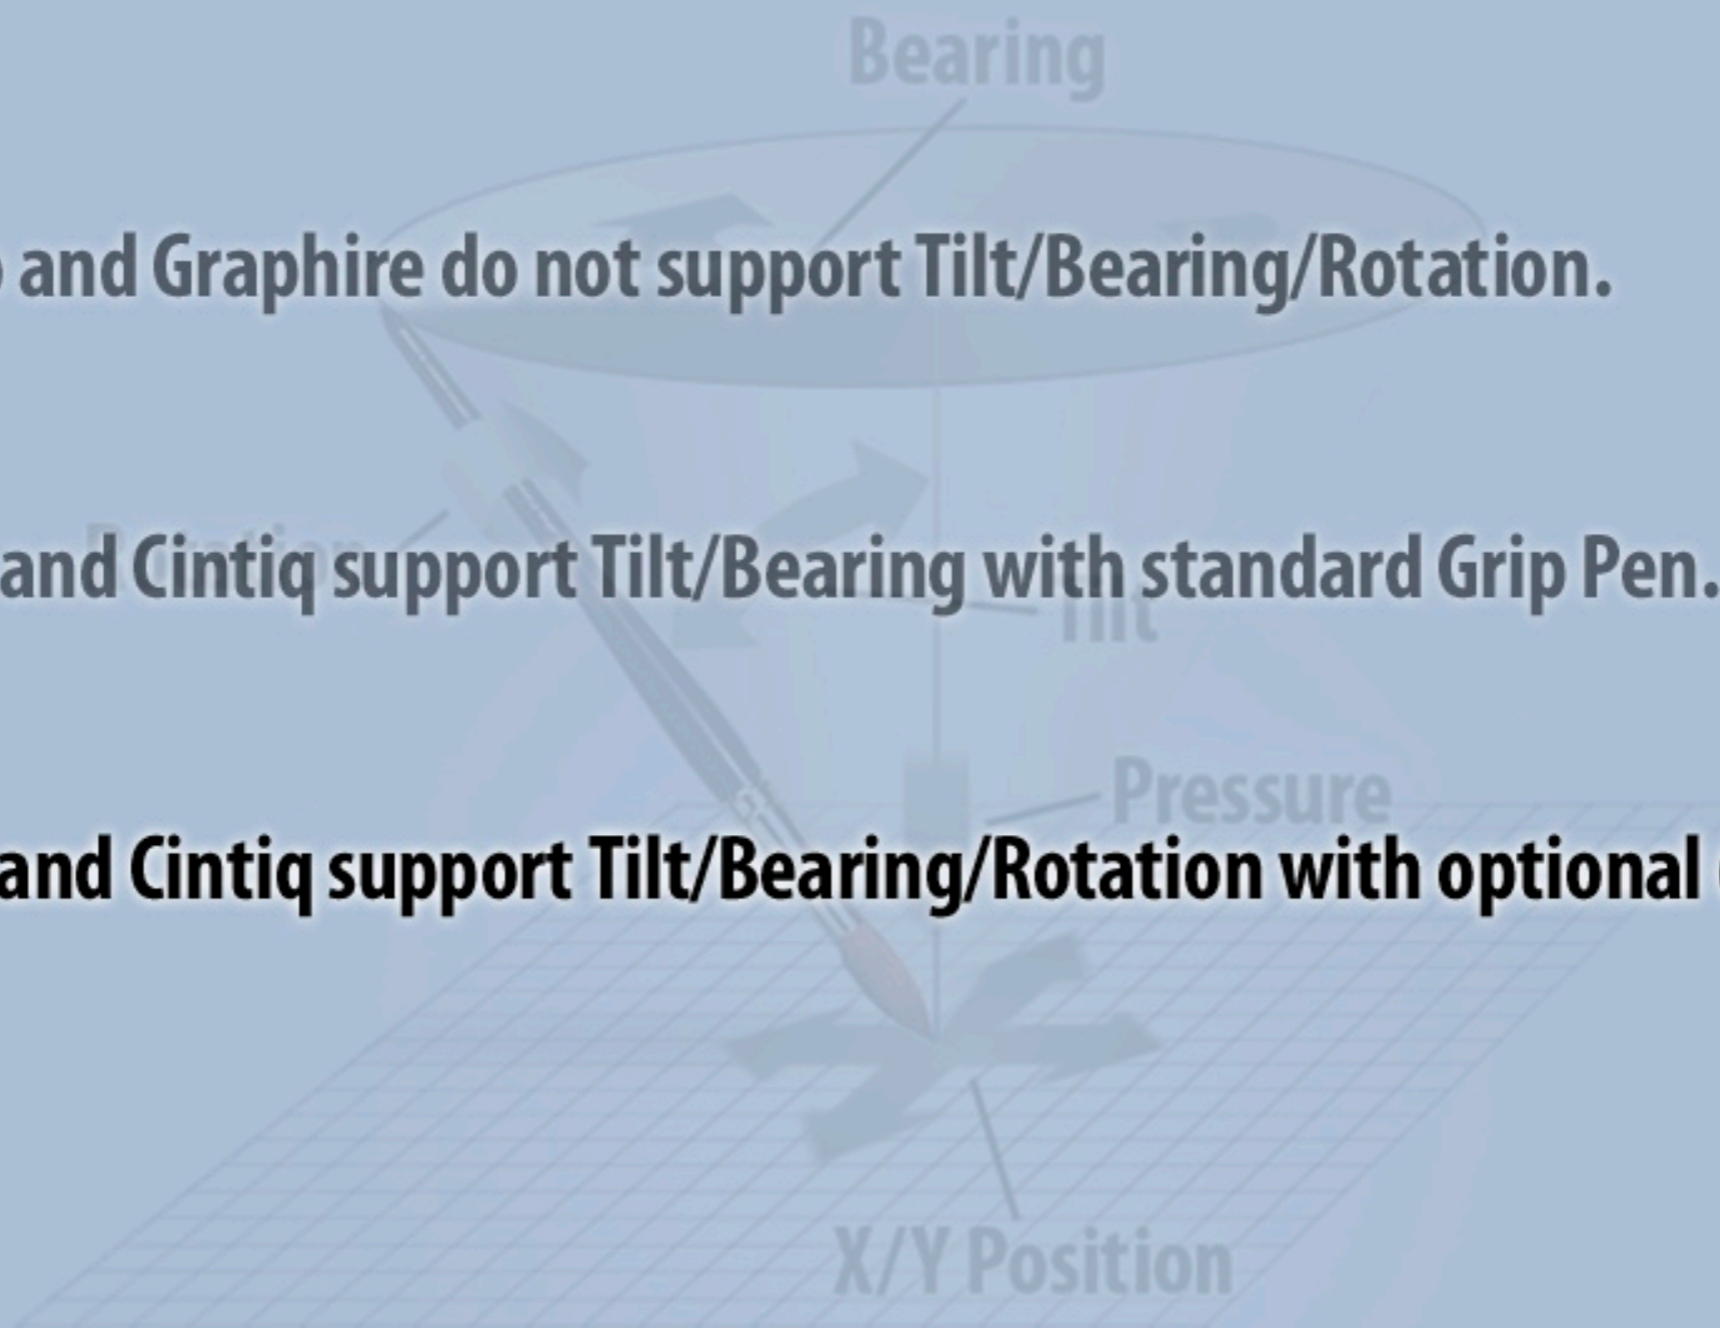 Bearing
and Graphire do not support Tilt/Bearing/Rotation.
Rotation
and Cintiq support Tilt/Bearing with standard Grip Pen.
Tilt
Pressure
and Cintiq support Tilt/Bearing/Rotation with optional
X/Y Position